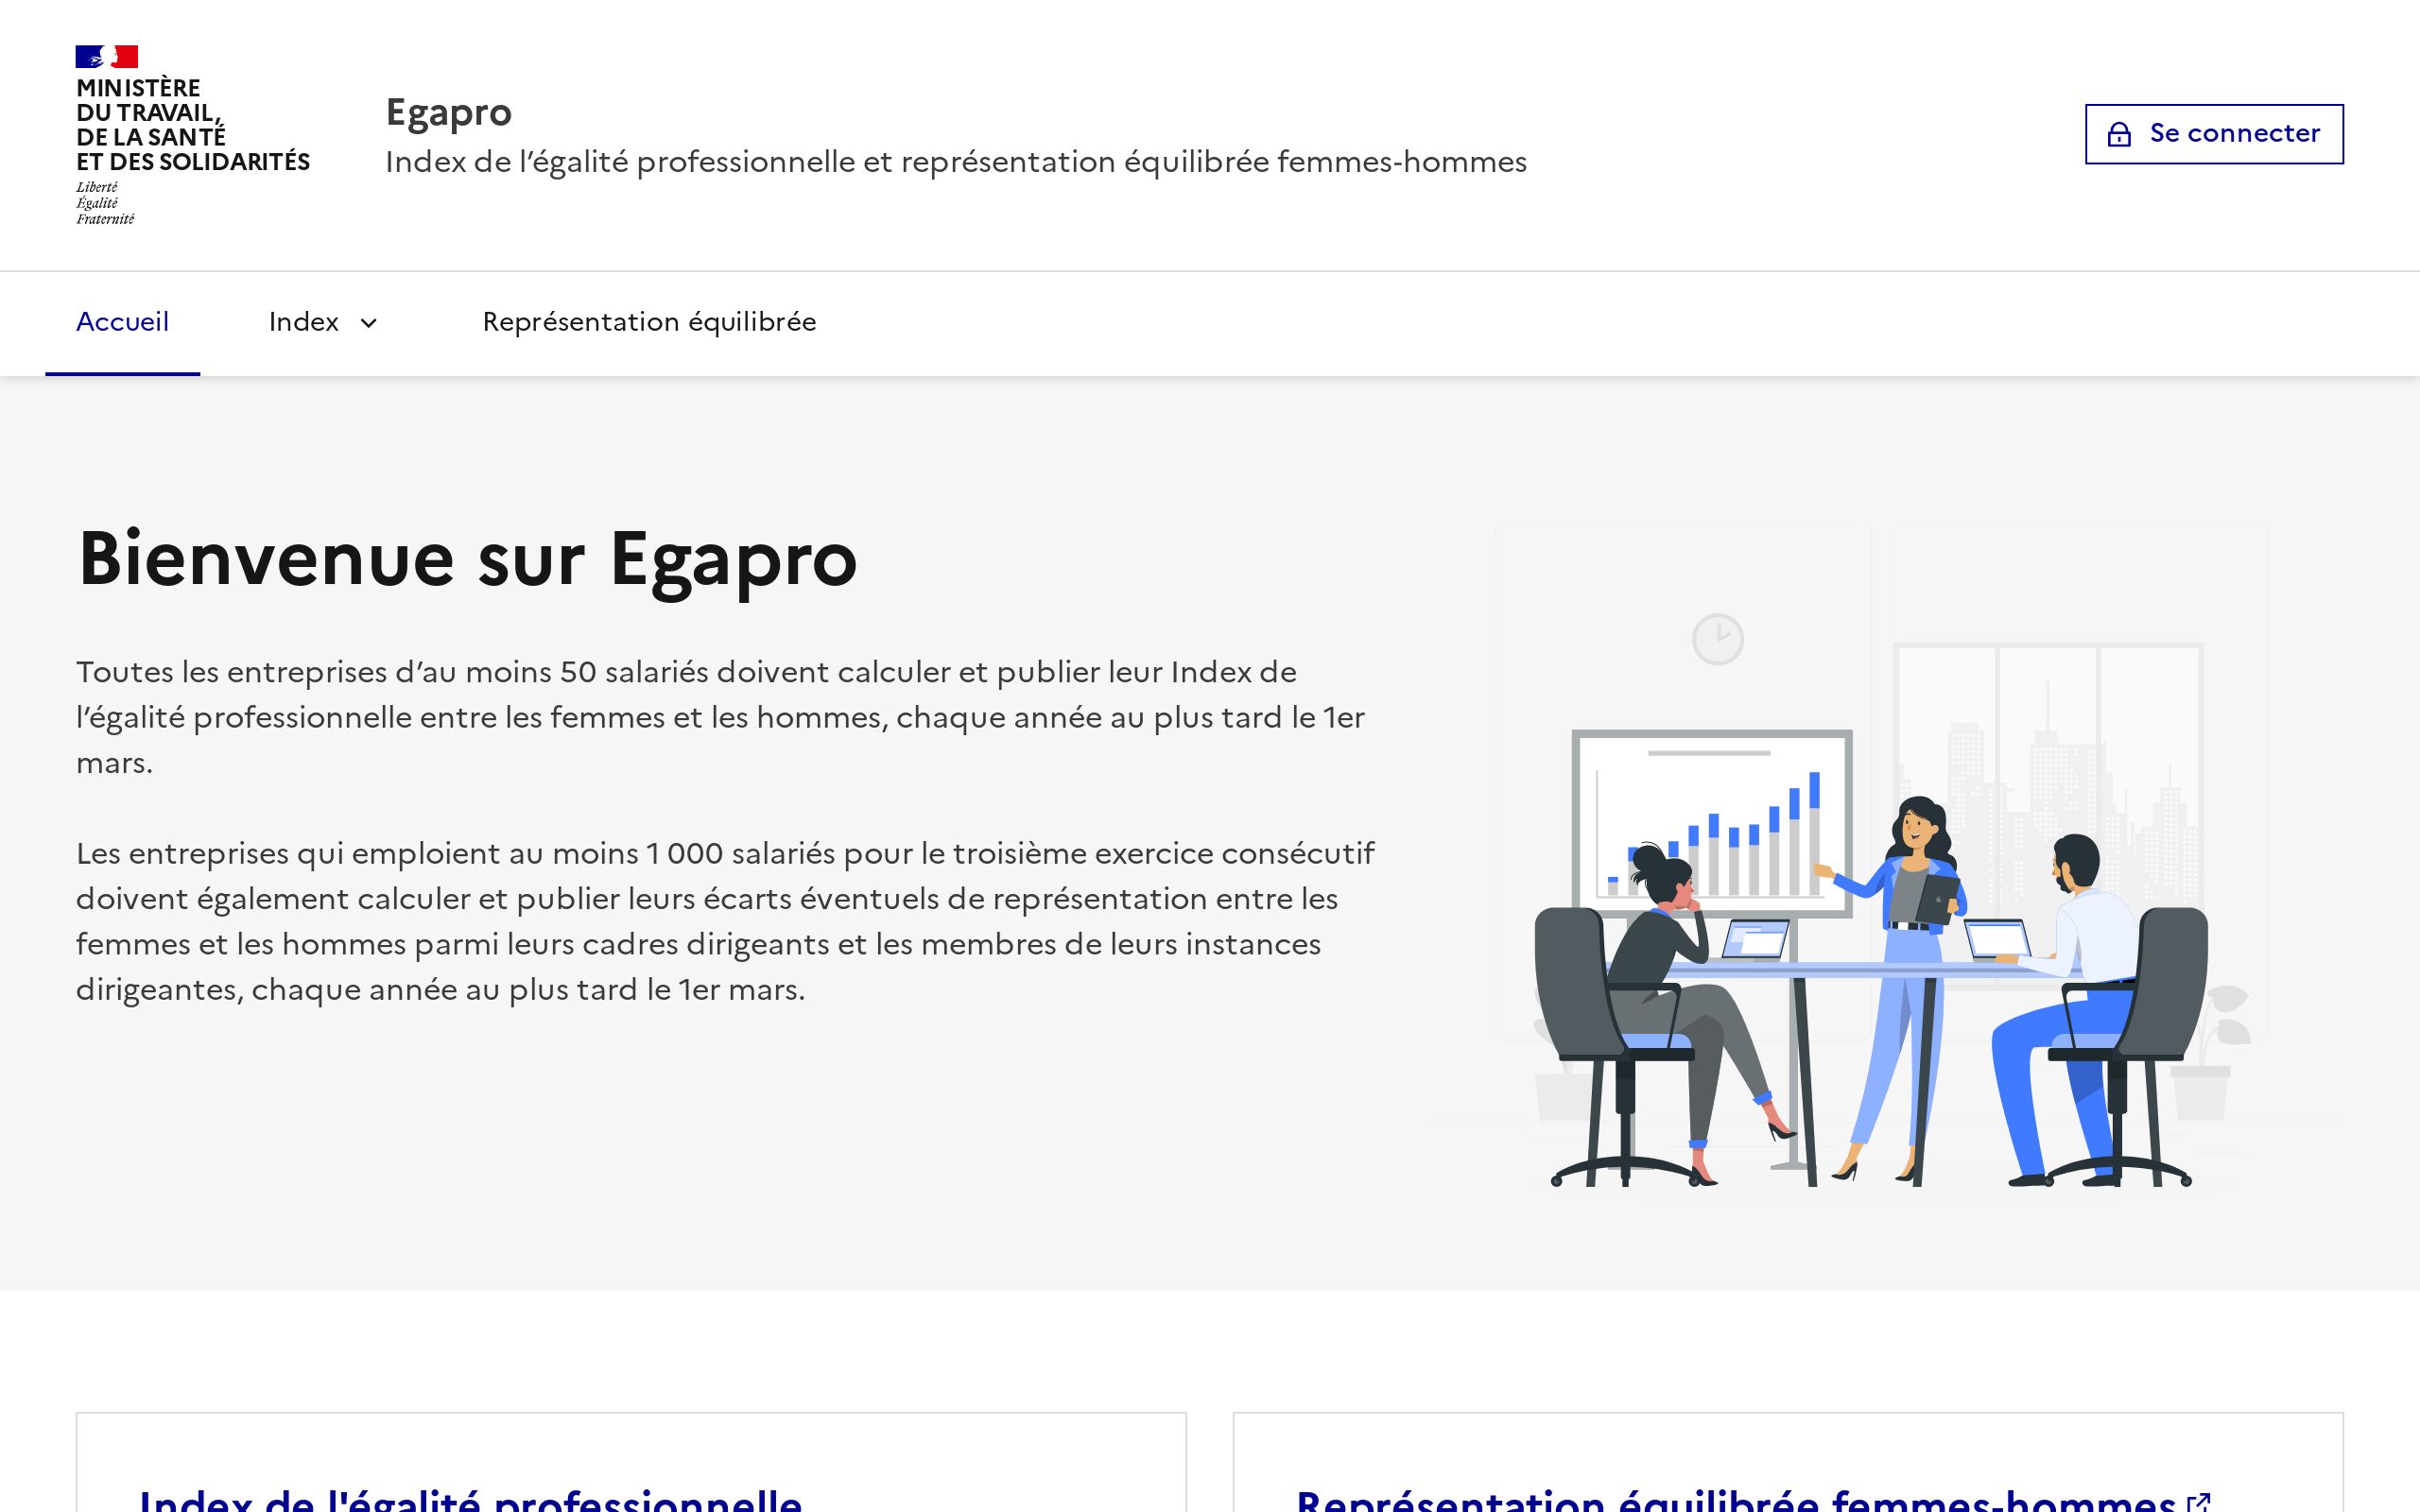 MINISTÈRE
DU TRAVAIL,
DE LA SANTÉ
ET DES SOLIDARITÉS
Liberté
Égalité
Fraternité
Egapro
Index de l’égalité professionnelle et représentation équilibrée femmes-hommes
Se connecter
Accueil
Index
Représentation équilibrée
Bienvenue sur Egapro
Toutes les entreprises d’au moins 50 salariés doivent calculer et publier leur Index de
l’égalité professionnelle entre les femmes et les hommes, chaque année au plus tard le 1er
mars.
Les entreprises qui emploient au moins 1 000 salariés pour le troisième exercice consécutif
doivent également calculer et publier leurs écarts éventuels de représentation entre les
femmes et les hommes parmi leurs cadres dirigeants et les membres de leurs instances
dirigeantes, chaque année au plus tard le 1er mars.
Index de l'égalité professionnelle
Représentation équilibrée femmes-hommes